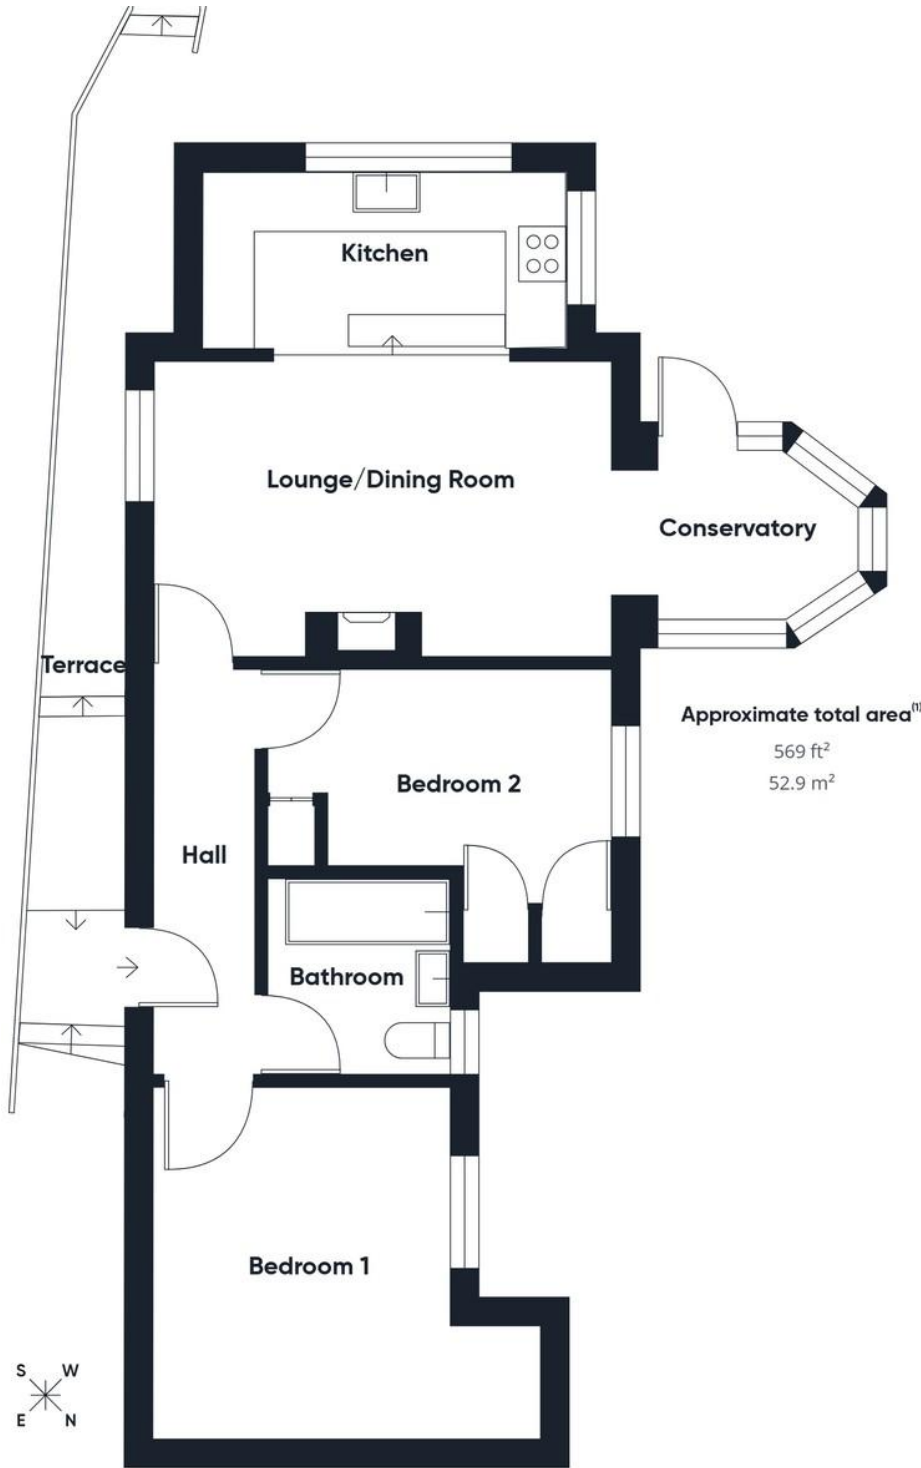 Kitchen
Lounge/Dining Room
Conservatory
Terrace
Approximate total area(1)
569 ft²
52.9 m²
Bedroom 2
Hall
Bathroom
Bedroom 1
S W
E N